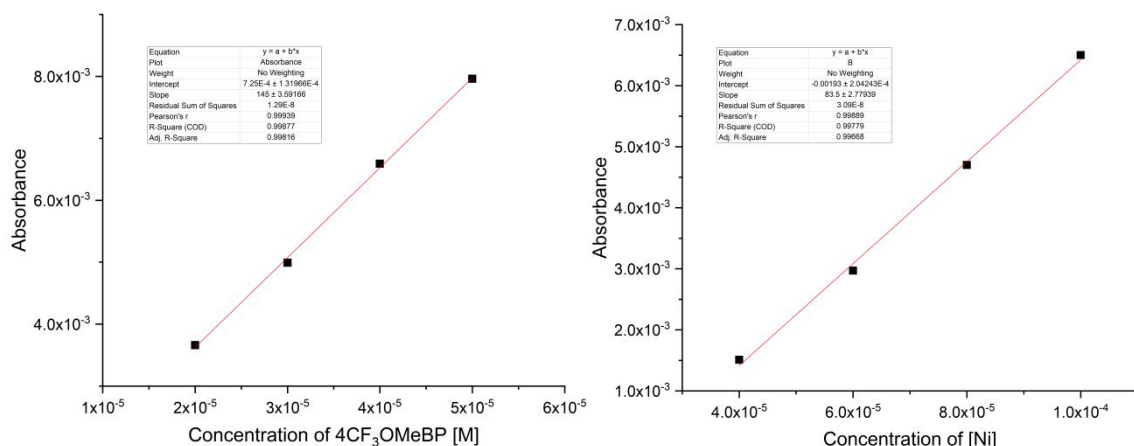 Equation y = a + b*x
Plot Absorbance
Weight No Weighting
Intercept 7.25E-4 ± 1.31966E-4
Slope 145 ± 3.59166
Residual Sum of Squares 1.29E-8
Pearson's r 0.99939
R-Square (COD) 0.99877
Adj. R-Square 0.99816
8.0x10⁻³
6.0x10⁻³
4.0x10⁻³
Absorbance
1x10⁻⁵ 2x10⁻⁵ 3x10⁻⁵ 4x10⁻⁵ 5x10⁻⁵ 6x10⁻⁵
Concentration of 4CF₃OMeBP [M]
Equation y = a + b*x
Plot B
Weight No Weighting
Intercept -0.00193 ± 2.04243E-4
Slope 83.5 ± 2.77939
Residual Sum of Squares 3.09E-8
Pearson's r 0.99889
R-Square (COD) 0.99779
Adj. R-Square 0.99668
7.0x10⁻³
6.0x10⁻³
5.0x10⁻³
4.0x10⁻³
3.0x10⁻³
2.0x10⁻³
1.0x10⁻³
Absorbance
4.0x10⁻⁵ 6.0x10⁻⁵ 8.0x10⁻⁵ 1.0x10⁻⁴
Concentration of [Ni]